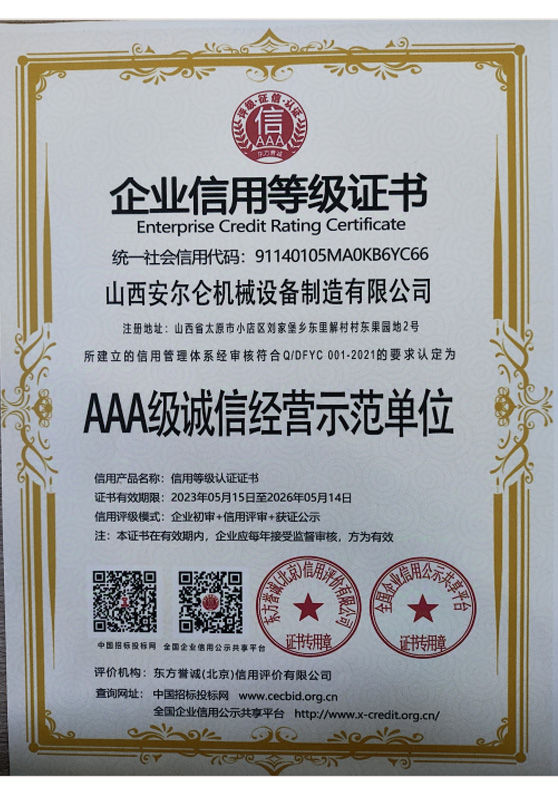 评级·征信·认证
信
AAA
东方誉诚
企业信用等级证书
Enterprise Credit Rating Certificate
统一社会信用代码：91140105MA0KB6YC66
山西安尔仑机械设备制造有限公司
注册地址：山西省太原市小店区刘家堡乡东里解村村东果园地2号
所建立的信用管理体系经审核符合Q/DFYC 001-2021的要求认定为
AAA级诚信经营示范单位
信用产品名称：信用等级认证证书
证书有效期限：2023年05月15日至2026年05月14日
信用评级模式：企业初审+信用评审+获证公示
注：本证书在有效期内，企业应每年接受监督审核，方为有效
东方誉诚(北京)信用评价有限公司
证书专用章
全国企业信用公示共享平台
证书专用章
中国招标投标网 全国企业信用公示共享平台
评价机构：东方誉诚(北京)信用评价有限公司
查询网址：中国招标投标网 www.cecbid.org.cn
全国企业信用公示共享平台 http://www.x-credit.org.cn/